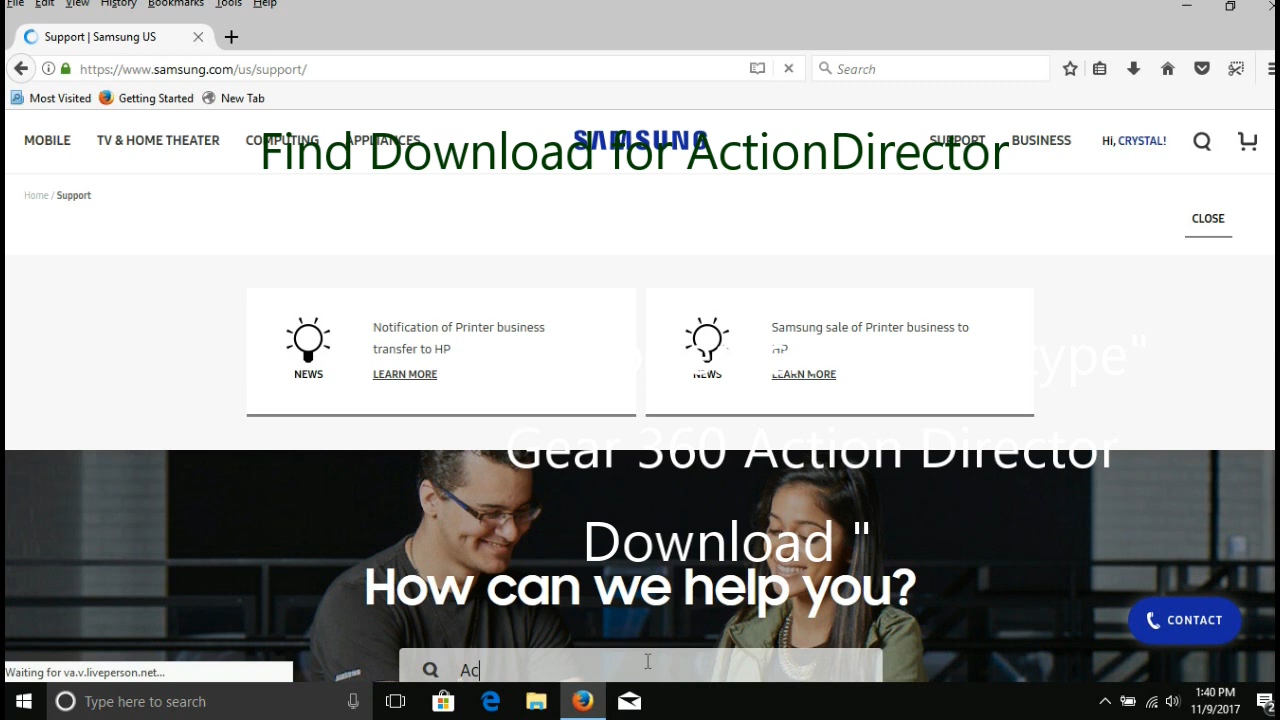 File Edit View History Bookmarks Tools Help
Support | Samsung US
https://www.samsung.com/us/support/
Search
Most Visited Getting Started New Tab
MOBILE TV & HOME THEATER COMPUTING APPLIANCES SAMSUNG SUPPORT BUSINESS Hi, CRYSTAL!
Find Download for ActionDirector
Home / Support
CLOSE
Notification of Printer business
transfer to HP
NEWS
LEARN MORE
Samsung sale of Printer business to
HP
NEWS
LEARN MORE
type"
Gear 360 Action Director
Download "
How can we help you?
CONTACT
Ac
Waiting for va.v.liveperson.net...
Type here to search
1:40 PM
11/9/2017
2